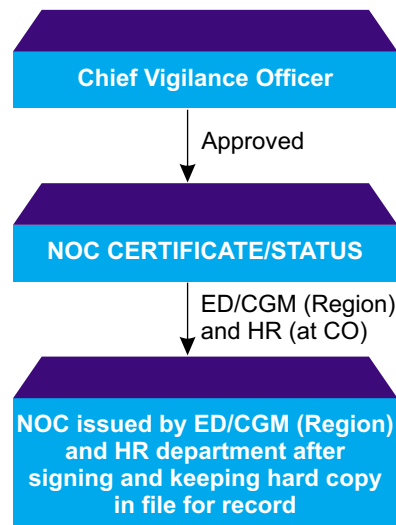 Chief Vigilance Officer
Approved
NOC CERTIFICATE/STATUS
ED/CGM (Region)
and HR (at CO)
NOC issued by ED/CGM (Region)
and HR department after
signing and keeping hard copy
in file for record